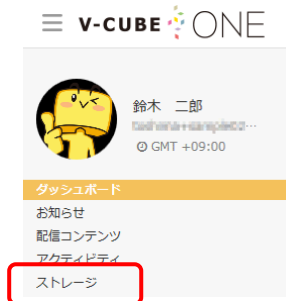 V-CUBE ONE
鈴木 二郎
GMT +09:00
ダッシュボード
お知らせ
配信コンテンツ
アクティビティ
ストレージ